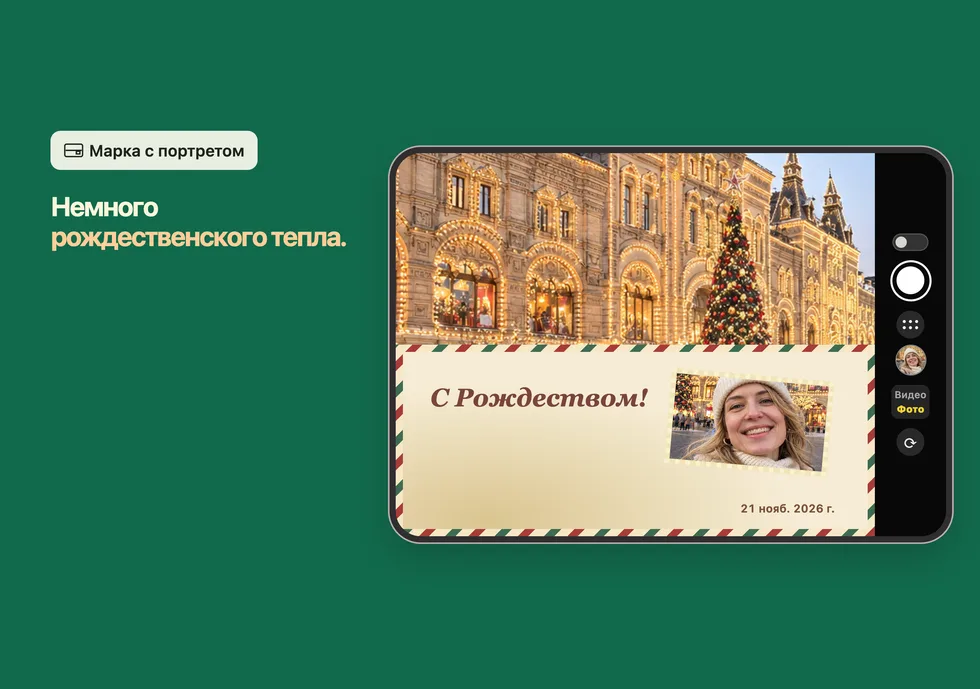 Марка с портретом
Немного
рождественского тепла.
С Рождеством!
21 нояб. 2026 г.
Видео
Фото